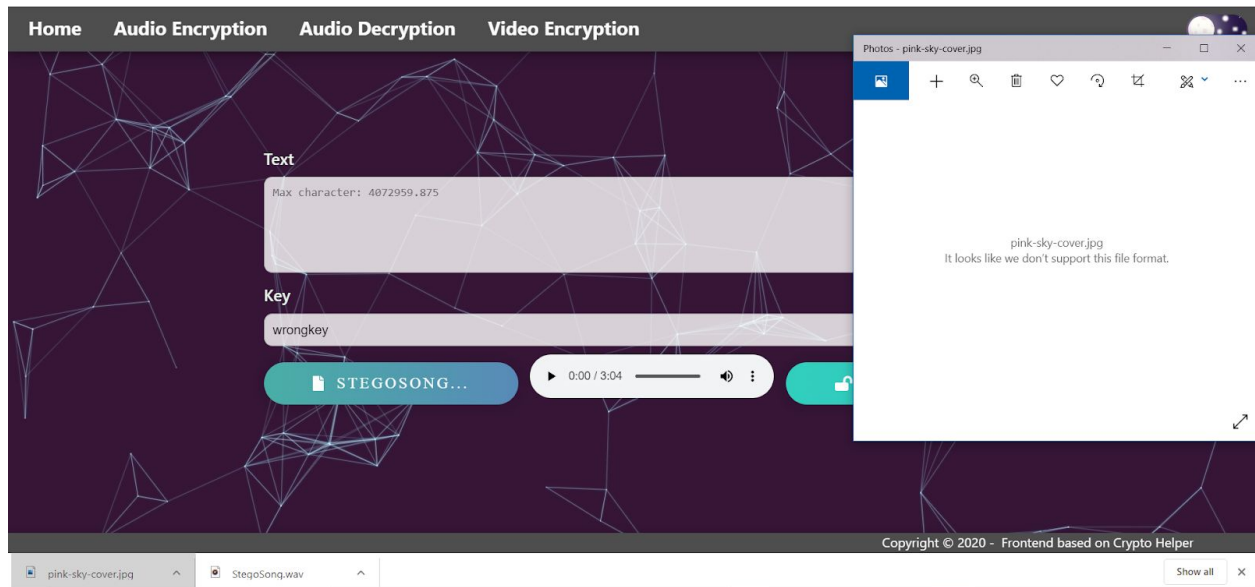 Home Audio Encryption Audio Decryption Video Encryption
Photos - pink-sky-cover.jpg
Text
Max character: 4072959.875
pink-sky-cover.jpg
It looks like we don't support this file format.
Key
wrongkey
STEGOSONG...
0:00 / 3:04
Copyright © 2020 - Frontend based on Crypto Helper
pink-sky-cover.jpg
StegoSong.wav
Show all